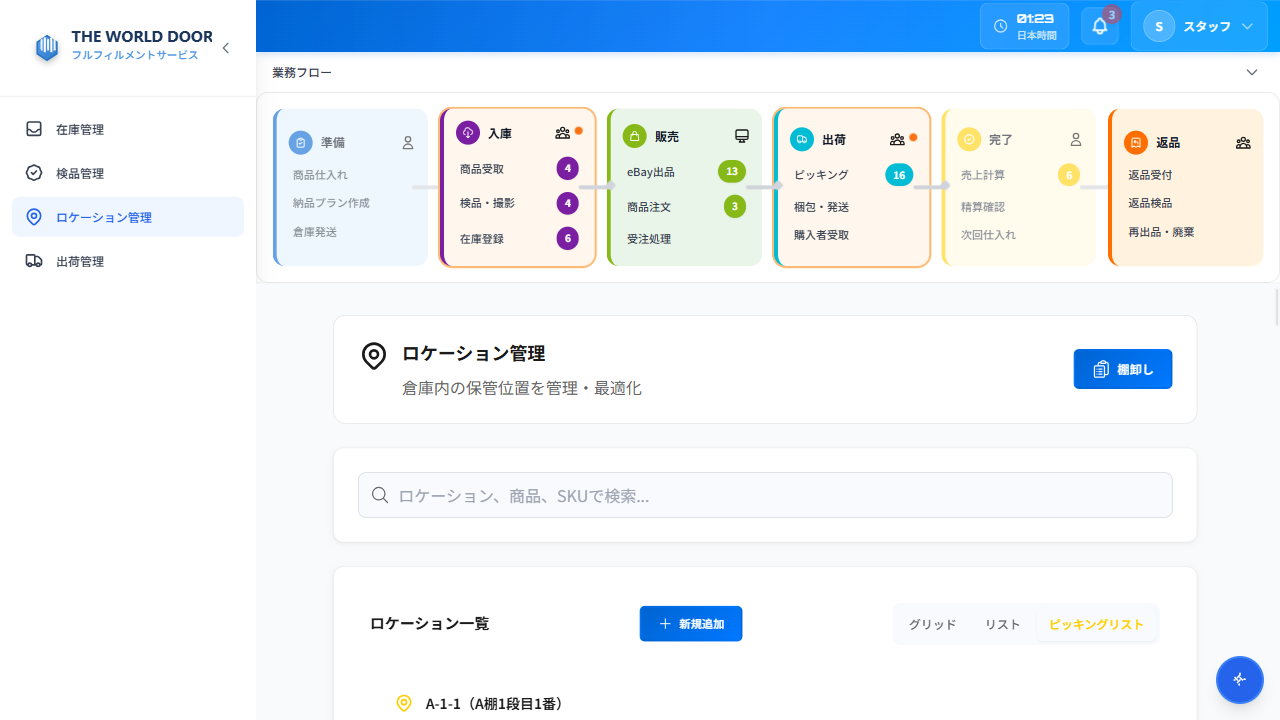 THE WORLD DOOR
フルフィルメントサービス
在庫管理
検品管理
ロケーション管理
出荷管理
01:23
日本時間
3
S
スタッフ
業務フロー
準備
商品仕入れ
納品プラン作成
倉庫発送
入庫
商品受取
4
検品・撮影
4
在庫登録
6
販売
eBay出品
13
商品注文
3
受注処理
出荷
ピッキング
16
梱包・発送
購入者受取
完了
売上計算
6
精算確認
次回仕入れ
返品
返品受付
返品検品
再出品・廃棄
ロケーション管理
倉庫内の保管位置を管理・最適化
棚卸し
ロケーション、商品、SKUで検索...
ロケーション一覧
新規追加
グリッド
リスト
ピッキングリスト
A-1-1（A棚1段目1番）